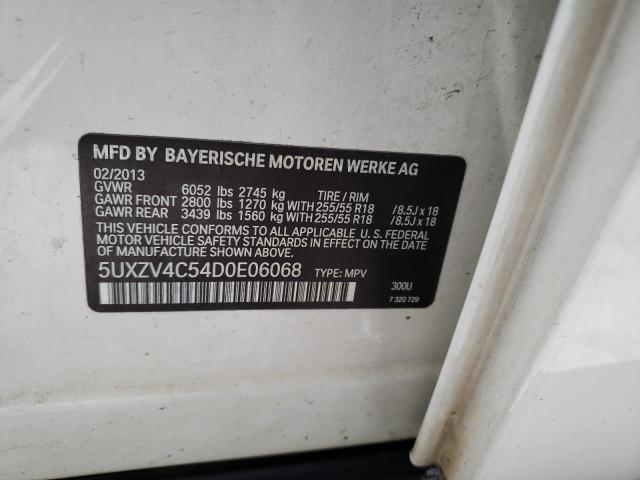 MFD BY BAYERISCHE MOTOREN WERKE AG
02/2013
GVWR 6052 lbs 2745 kg TIRE / RIM
GAWR FRONT 2800 lbs 1270 kg WITH 255/55 R18 /8.5J x 18
GAWR REAR 3439 lbs 1560 kg WITH 255/55 R18 /8.5J x 18
THIS VEHICLE CONFORMS TO ALL APPLICABLE U. S. FEDERAL
MOTOR VEHICLE SAFETY STANDARDS IN EFFECT ON THE DATE
OF MANUFACTURE SHOWN ABOVE.
5UXZV4C54D0E06068 TYPE: MPV
300U
7 320 729